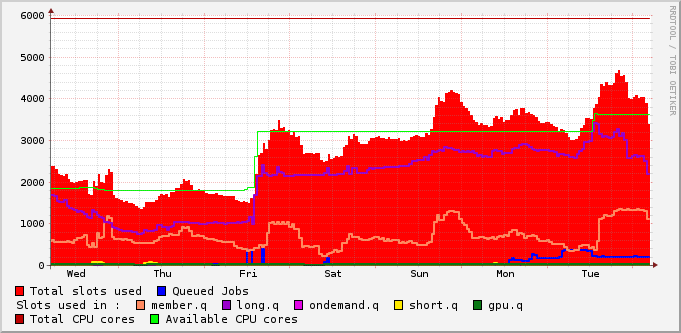 RRDTOOL / TOBI OETIKER
6000
5000
4000
3000
2000
1000
0
Wed Thu Fri Sat Sun Mon Tue
Total slots used Queued Jobs
Slots used in : member.q long.q ondemand.q short.q gpu.q
Total CPU cores Available CPU cores